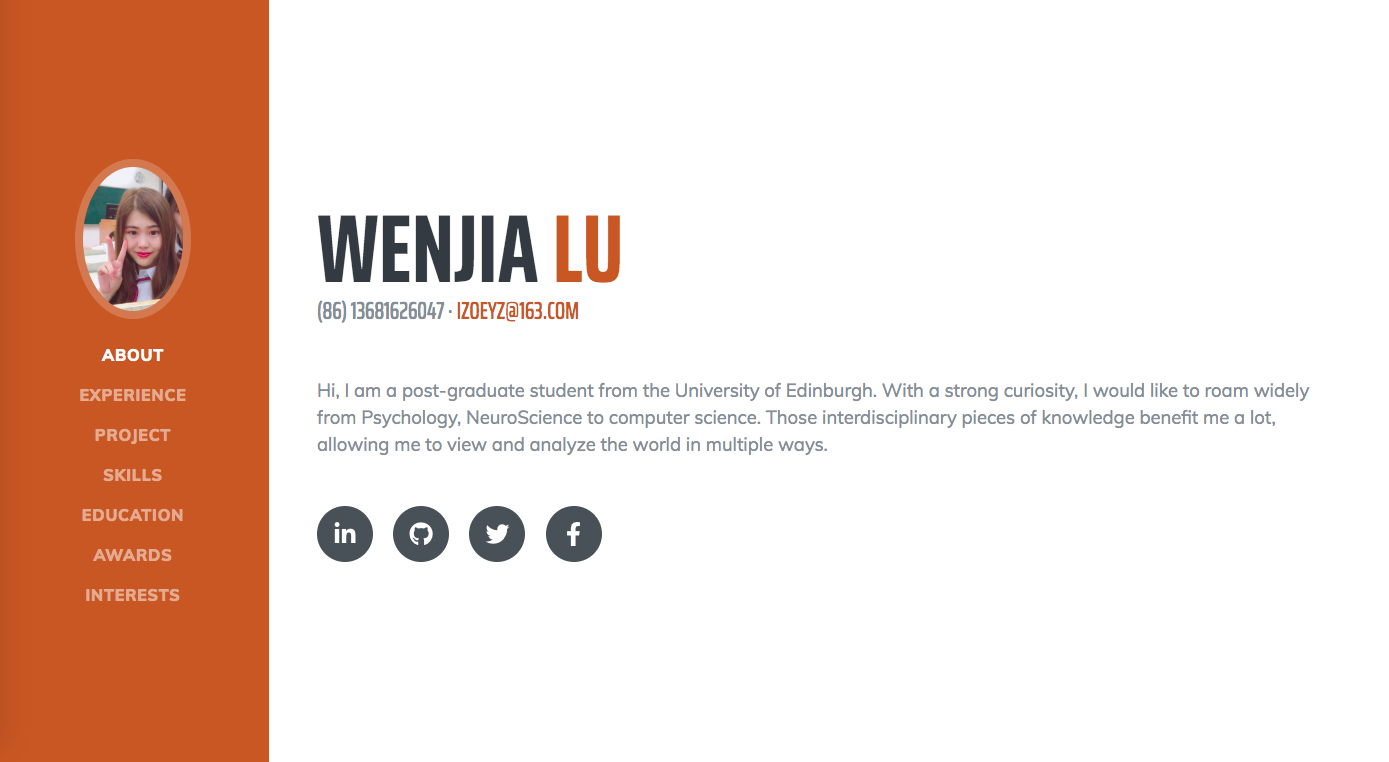 ABOUT
EXPERIENCE
PROJECT
SKILLS
EDUCATION
AWARDS
INTERESTS
WENJIA LU
(86) 13681626047 · IZOEYZ@163.COM
Hi, I am a post-graduate student from the University of Edinburgh. With a strong curiosity, I would like to roam widely
from Psychology, NeuroScience to computer science. Those interdisciplinary pieces of knowledge benefit me a lot,
allowing me to view and analyze the world in multiple ways.
in